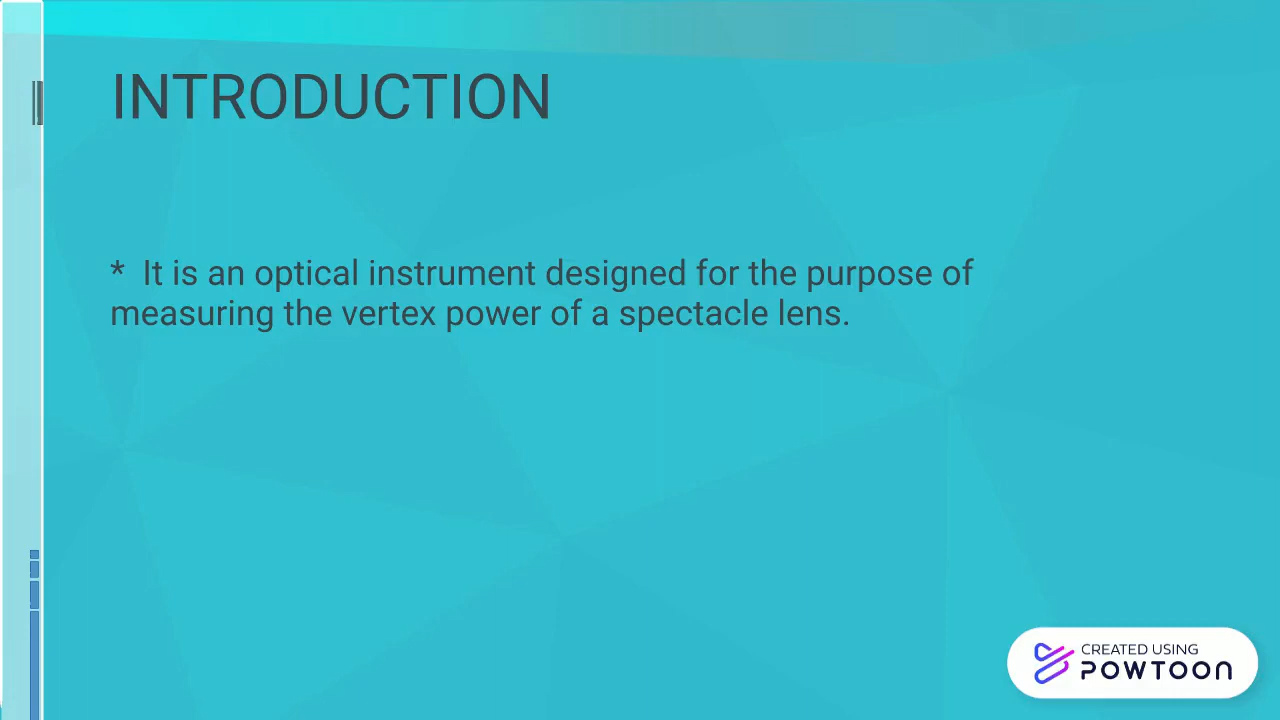 INTRODUCTION
* It is an optical instrument designed for the purpose of
measuring the vertex power of a spectacle lens.
CREATED USING
POWTOON